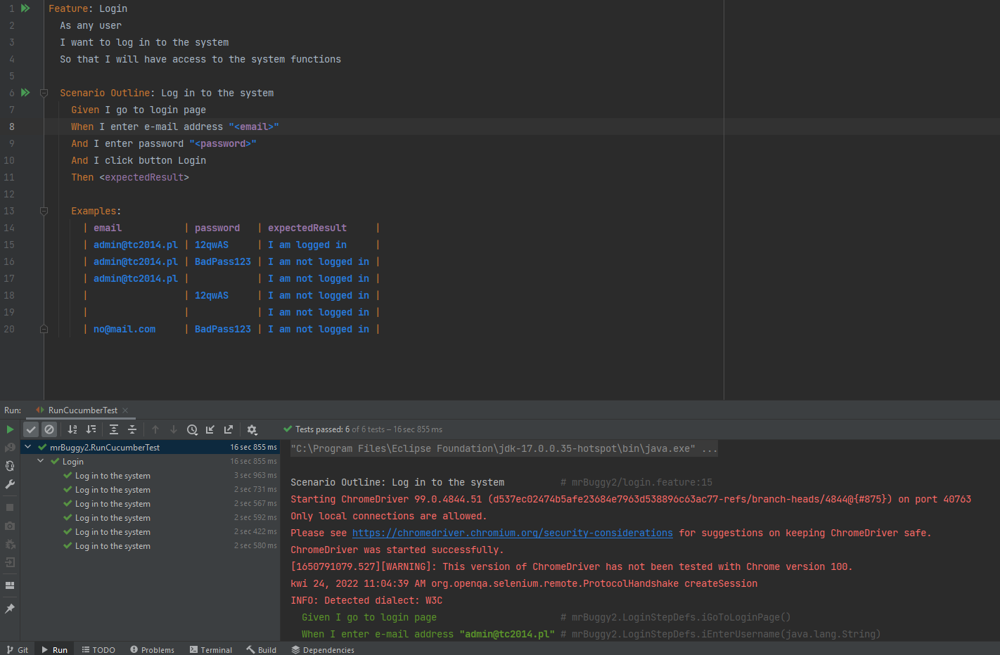 1 Feature: Login
2 As any user
3 I want to log in to the system
4 So that I will have access to the system functions
5
6 Scenario Outline: Log in to the system
7 Given I go to login page
8 When I enter e-mail address "<email>"
9 And I enter password "<password>"
10 And I click button Login
11 Then <expectedResult>
12
13 Examples:
14 | email | password | expectedResult |
15 | admin@tc2014.pl | 12qwAS | I am logged in |
16 | admin@tc2014.pl | BadPass123 | I am not logged in |
17 | admin@tc2014.pl | | I am not logged in |
18 | | 12qwAS | I am not logged in |
19 | | | I am not logged in |
20 | no@mail.com | BadPass123 | I am not logged in |
Run: RunCucumberTest
Tests passed: 6 of 6 tests – 16 sec 855 ms
mrBuggy2.RunCucumberTest 16 sec 855 ms
Login 16 sec 855 ms
Log in to the system 3 sec 963 ms
Log in to the system 2 sec 731 ms
Log in to the system 2 sec 567 ms
Log in to the system 2 sec 592 ms
Log in to the system 2 sec 422 ms
Log in to the system 2 sec 580 ms
"C:\Program Files\Eclipse Foundation\jdk-17.0.0.35-hotspot\bin\java.exe" ...
Scenario Outline: Log in to the system # mrBuggy2/login.feature:15
Starting ChromeDriver 99.0.4844.51 (d537ec02474b5afe23684e7963d538896c63ac77-refs/branch-heads/4844@{#875}) on port 40763
Only local connections are allowed.
Please see https://chromedriver.chromium.org/security-considerations for suggestions on keeping ChromeDriver safe.
ChromeDriver was started successfully.
[1650791079.527][WARNING]: This version of ChromeDriver has not been tested with Chrome version 100.
kwi 24, 2022 11:04:39 AM org.openqa.selenium.remote.ProtocolHandshake createSession
INFO: Detected dialect: W3C
Given I go to login page # mrBuggy2.LoginStepDefs.iGoToLoginPage()
When I enter e-mail address "admin@tc2014.pl" # mrBuggy2.LoginStepDefs.iEnterUsername(java.lang.String)
Git Run TODO Problems Terminal Build Dependencies